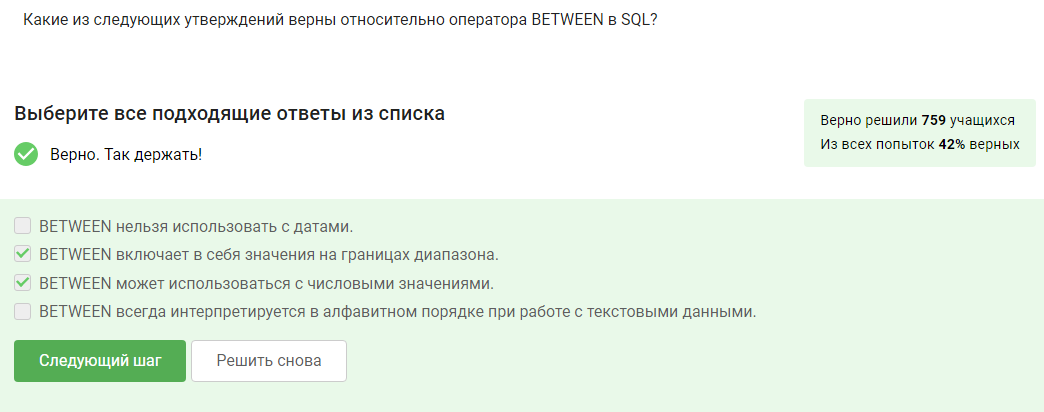 Какие из следующих утверждений верны относительно оператора BETWEEN в SQL?
Выберите все подходящие ответы из списка
Верно. Так держать!
Верно решили 759 учащихся
Из всех попыток 42% верных
BETWEEN нельзя использовать с датами.
BETWEEN включает в себя значения на границах диапазона.
BETWEEN может использоваться с числовыми значениями.
BETWEEN всегда интерпретируется в алфавитном порядке при работе с текстовыми данными.
Следующий шаг
Решить снова